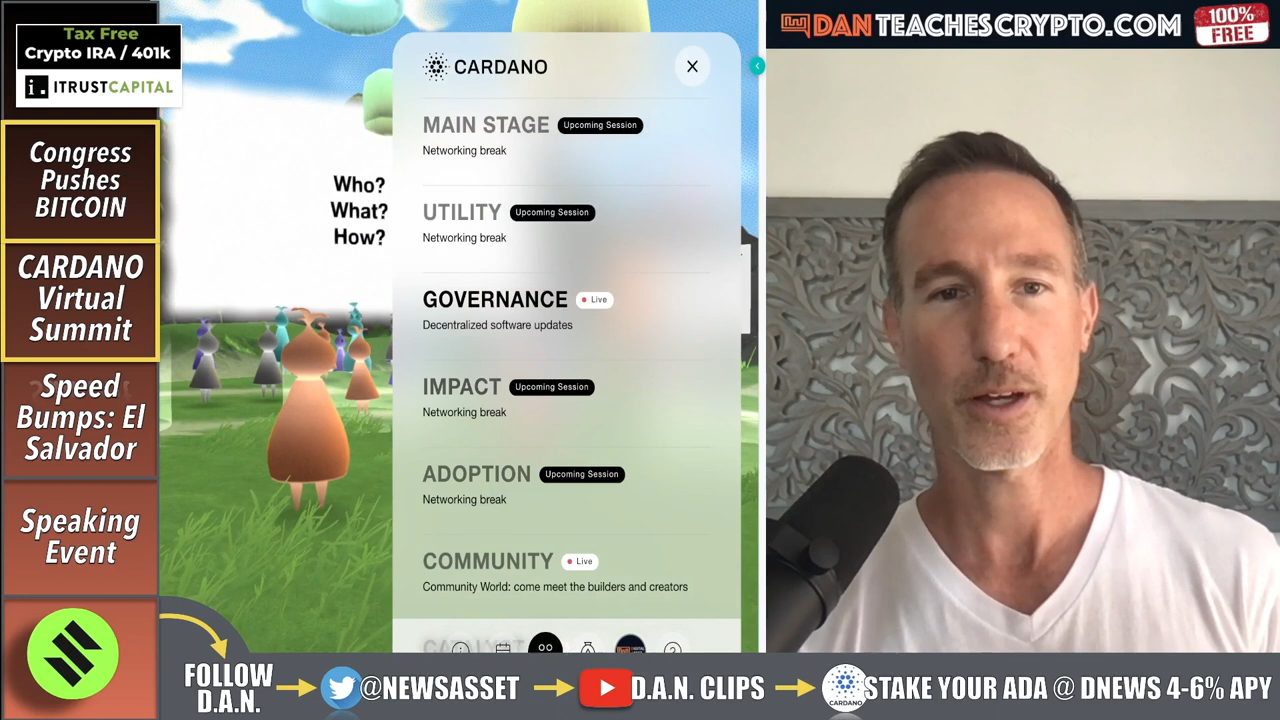 Tax Free
Crypto IRA / 401k
i. ITRUSTCAPITAL
Congress
Pushes
BITCOIN
CARDANO
Virtual
Summit
Speed
Bumps: El
Salvador
Speaking
Event
Who?
What?
How?
CARDANO
MAIN STAGE Upcoming Session
Networking break
UTILITY Upcoming Session
Networking break
GOVERNANCE Live
Decentralized software updates
IMPACT Upcoming Session
Networking break
ADOPTION Upcoming Session
Networking break
COMMUNITY Live
Community World: come meet the builders and creators
CATALYST
DANTEACHESCRYPTO.COM
100%
FREE
FOLLOW
D.A.N.
@NEWSASSET
D.A.N. CLIPS
CARDANO
STAKE YOUR ADA @ DNEWS 4-6% APY